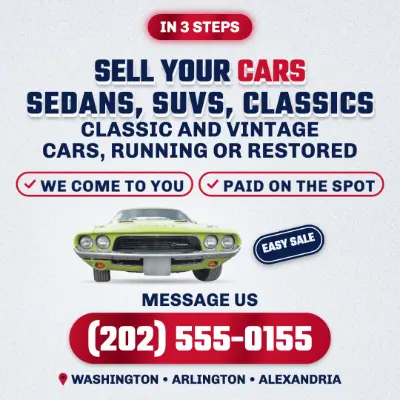 IN 3 STEPS
SELL YOUR CARS
SEDANS, SUVS, CLASSICS
CLASSIC AND VINTAGE
CARS, RUNNING OR RESTORED
WE COME TO YOU
PAID ON THE SPOT
EASY SALE
MESSAGE US
(202) 555-0155
WASHINGTON • ARLINGTON • ALEXANDRIA